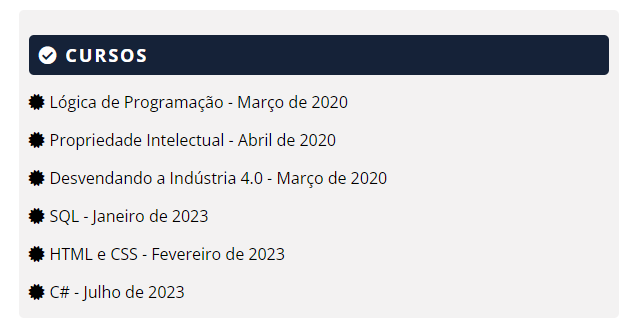 CURSOS
Lógica de Programação - Março de 2020
Propriedade Intelectual - Abril de 2020
Desvendando a Indústria 4.0 - Março de 2020
SQL - Janeiro de 2023
HTML e CSS - Fevereiro de 2023
C# - Julho de 2023